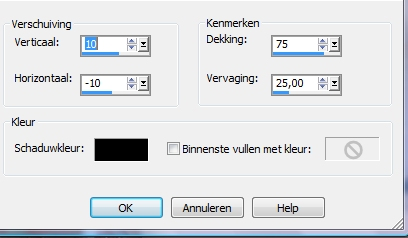 Verschuiving
Verticaal: 10
Horizontaal: -10
Kenmerken
Dekking: 75
Vervaging: 25,00
Kleur
Schaduwkleur:
Binnenste vullen met kleur:
OK
Annuleren
Help